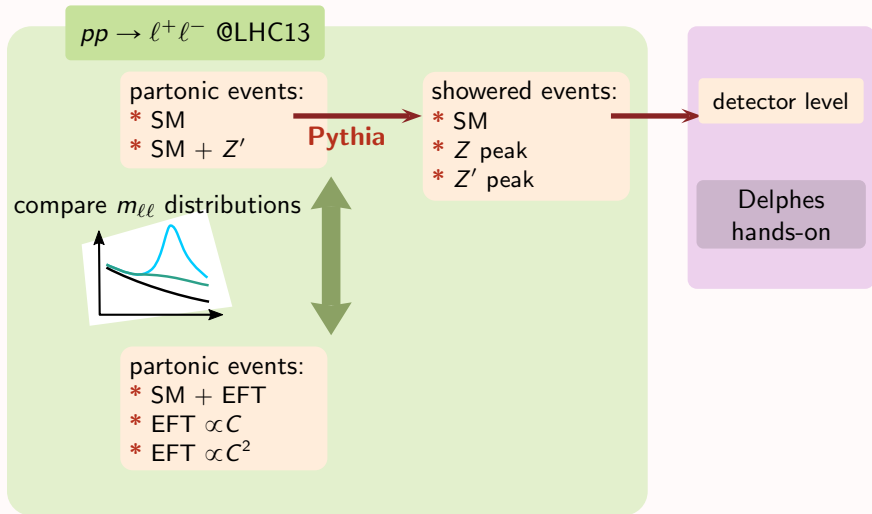 pp → ℓ⁺ℓ⁻ @LHC13
partonic events:
* SM
* SM + Z′
Pythia
showered events:
* SM
* Z peak
* Z′ peak
detector level
Delphes
hands-on
compare mℓℓ distributions
partonic events:
* SM + EFT
* EFT ∝C
* EFT ∝C²